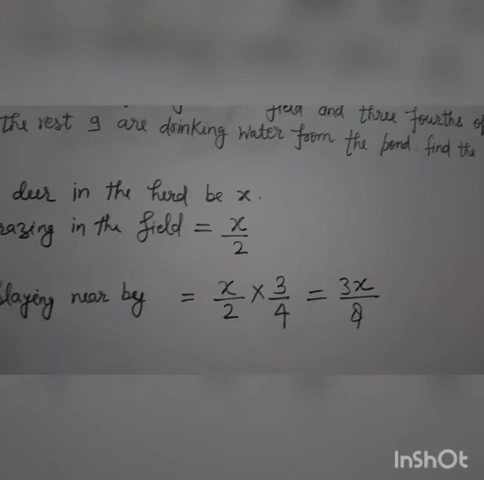 field and three fourths of
the rest 9 are drinking water from the pond. find the
deer in the herd be x.
razing in the field = x/2
playing near by = x/2 × 3/4 = 3x/8
InShOt